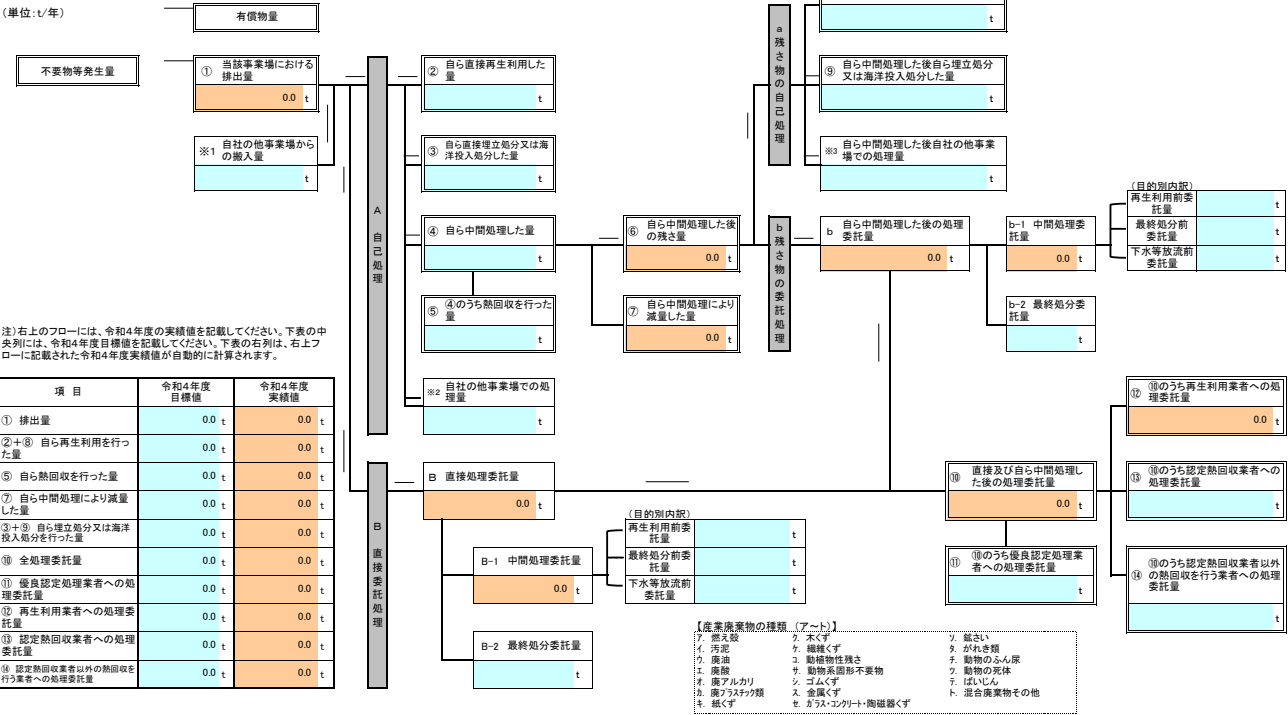 （単位：t/年）
有償物量
t
不要物等発生量
①
当該事業場における
排出量
0.0 t
※1
自社の他事業場から
の搬入量
t
A 自己処理
②
自ら直接再生利用した
量
t
③
自ら直接埋立処分又は海
洋投入処分した量
t
④ 自ら中間処理した量
t
⑤
④のうち熱回収を行った
量
t
※2
自社の他事業場での処
理量
t
⑥
自ら中間処理した後
の残さ量
0.0 t
⑦
自ら中間処理により
減量した量
0.0 t
a 残さ物の自己処理
⑨
自ら中間処理した後自ら埋立処分
又は海洋投入処分した量
t
※3
自ら中間処理した後自社の他事業
場での処理量
t
b 残さ物の委託処理
b
自ら中間処理した後の処理
委託量
0.0 t
b-1 中間処理委
託量
0.0 t
b-2 最終処分委
託量
t
（目的別内訳）
再生利用前委
託量
t
最終処分前
委託量
t
下水等放流前
委託量
t
注）右上のフローには、令和４年度の実績値を記載してください。下表の中
央列には、令和４年度目標値を記載してください。下表の右列は、右上フ
ローに記載された令和４年度実績値が自動的に計算されます。
項 目
令和４年度
目標値
令和４年度
実績値
① 排出量
0.0 t 0.0 t
②＋⑧ 自ら再生利用を行っ
た量
0.0 t 0.0 t
⑤ 自ら熱回収を行った量
0.0 t 0.0 t
⑦ 自ら中間処理により減量
した量
0.0 t 0.0 t
③＋⑨ 自ら埋立処分又は海洋
投入処分を行った量
0.0 t 0.0 t
⑩ 全処理委託量
0.0 t 0.0 t
⑪ 優良認定処理業者への処
理委託量
0.0 t 0.0 t
⑫ 再生利用業者への処理委
託量
0.0 t 0.0 t
⑬ 認定熱回収業者への処理
委託量
0.0 t 0.0 t
⑭ 認定熱回収業者以外の熱回収を
行う業者への処理委託量
0.0 t 0.0 t
B 直接委託処理
B 直接処理委託量
0.0 t
B-1 中間処理委託量
0.0 t
B-2 最終処分委託量
t
（目的別内訳）
再生利用前委
託量
t
最終処分前委
託量
t
下水等放流前
委託量
t
⑩
直接及び自ら中間処理し
た後の処理委託量
0.0 t
⑪
⑩のうち優良認定処理業
者への処理委託量
t
⑫
⑩のうち再生利用業者への処
理委託量
0.0 t
⑬
⑩のうち認定熱回収業者への
処理委託量
t
⑭
⑩のうち認定熱回収業者以外
の熱回収を行う業者への処理
委託量
t
【産業廃棄物の種類 （ア～ト）】
ア. 燃え殻 ク. 木くず ソ. 鉱さい
イ. 汚泥 ケ. 繊維くず タ. がれき類
ウ. 廃油 コ. 動植物性残さ チ. 動物のふん尿
エ. 廃酸 サ. 動物系固形不要物 ツ. 動物の死体
オ. 廃アルカリ シ. ゴムくず テ. ばいじん
カ. 廃プラスチック類 ス. 金属くず ト. 混合廃棄物その他
キ. 紙くず セ. ガラス・コンクリート・陶磁器くず